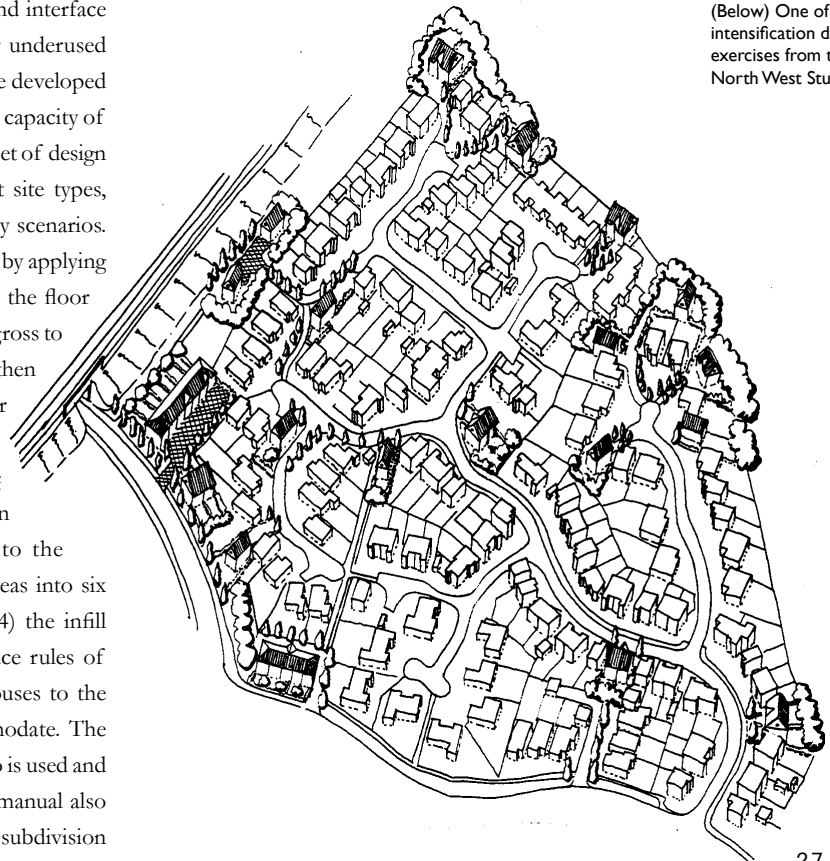 nd interface
underused
e developed
capacity of
et of design
t site types,
y scenarios.
by applying
the floor
gross to
then
r
n
to the
eas into six
4) the infill
ce rules of
ouses to the
nodate. The
o is used and
manual also
subdivision
(Below) One of
intensification d
exercises from t
North West Stu
27